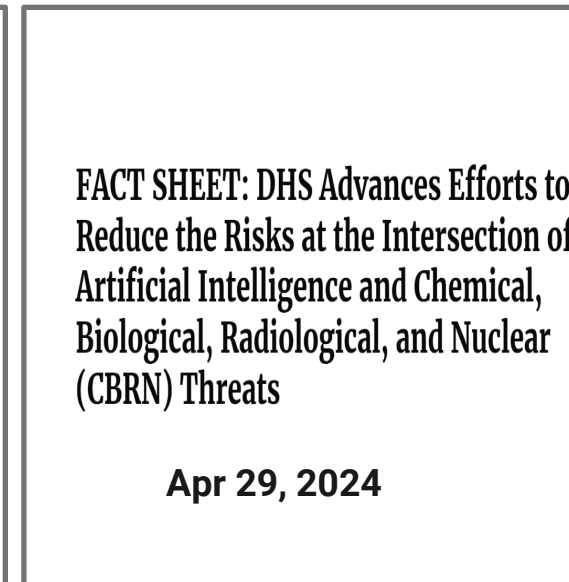 FACT SHEET: DHS Advances Efforts to
Reduce the Risks at the Intersection of
Artificial Intelligence and Chemical,
Biological, Radiological, and Nuclear
(CBRN) Threats
Apr 29, 2024